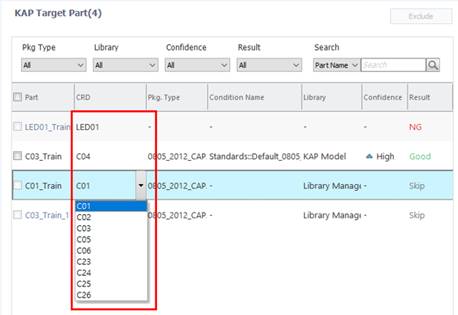 KAP Target Part(4)
Exclude
Pkg Type Library Confidence Result Search
All All All All Part Name Search
Part CRD Pkg. Type Condition Name Library Confidence Result
LED01_Train LED01 - - - - NG
C03_Train C04 0805_2012_CAP. Standards::Default_0805 KAP Model High Good
C01_Train C01 0805_2012_CAP. - Library Manage - Skip
C03_Train_1 C01 0805_2012_CAP. - Library Manage - Skip
C02
C03
C05
C06
C23
C24
C25
C26